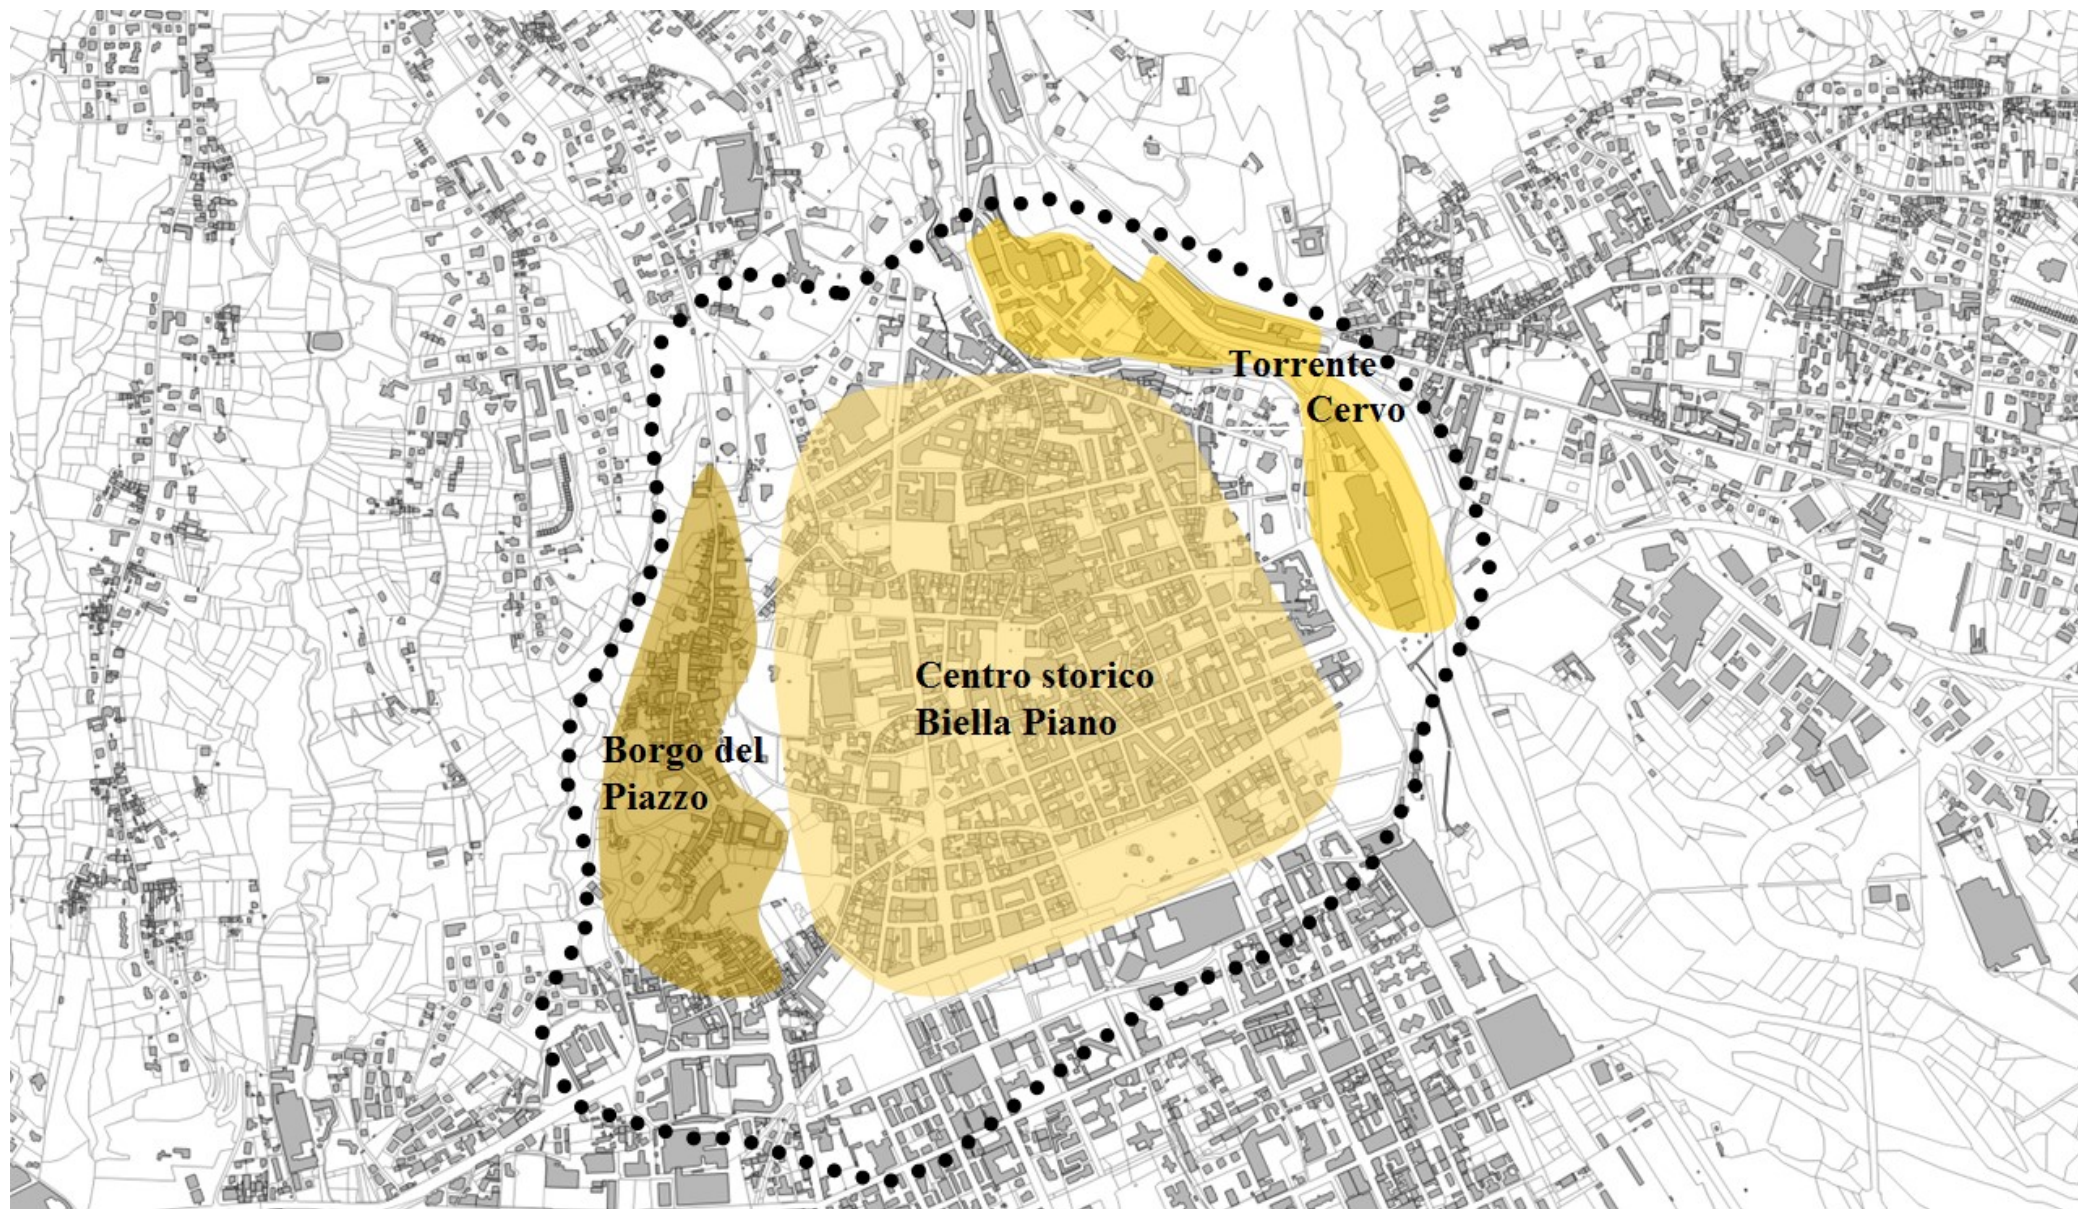 Torrente
Cervo
Centro storico
Biella Piano
Borgo del
Piazzo